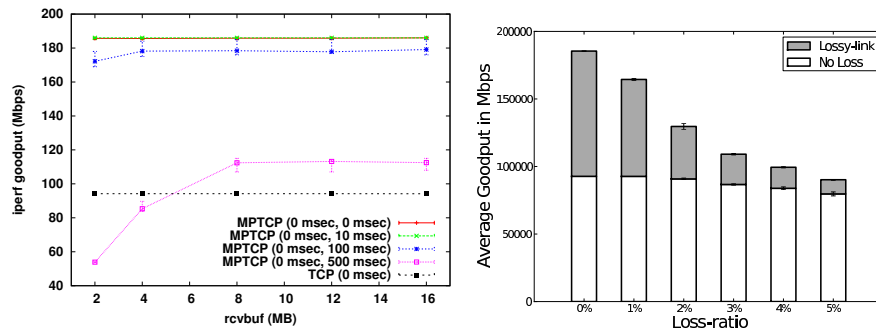 200
180
160
140
120
100
80
60
40
iperf goodput (Mbps)
MPTCP (0 msec, 0 msec)
MPTCP (0 msec, 10 msec)
MPTCP (0 msec, 100 msec)
MPTCP (0 msec, 500 msec)
TCP (0 msec)
2 4 6 8 10 12 14 16
rcvbuf (MB)
200000
150000
100000
50000
0
Average Goodput in Mbps
Lossy-link
No Loss
0% 1% 2% 3% 4% 5%
Loss-ratio